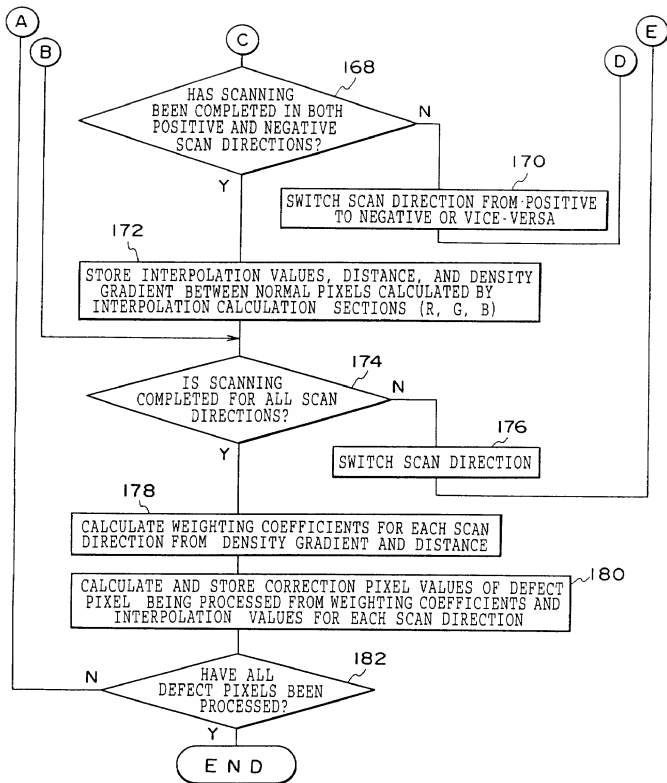 A
B
C
E
D
168
HAS SCANNING
BEEN COMPLETED IN BOTH
POSITIVE AND NEGATIVE
SCAN DIRECTIONS?
N
Y
170
SWITCH SCAN DIRECTION FROM POSITIVE
TO NEGATIVE OR VICE-VERSA
172
STORE INTERPOLATION VALUES, DISTANCE, AND DENSITY
GRADIENT BETWEEN NORMAL PIXELS CALCULATED BY
INTERPOLATION CALCULATION SECTIONS (R, G, B)
174
IS SCANNING
COMPLETED FOR ALL SCAN
DIRECTIONS?
N
Y
176
SWITCH SCAN DIRECTION
178
CALCULATE WEIGHTING COEFFICIENTS FOR EACH SCAN
DIRECTION FROM DENSITY GRADIENT AND DISTANCE
180
CALCULATE AND STORE CORRECTION PIXEL VALUES OF DEFECT
PIXEL BEING PROCESSED FROM WEIGHTING COEFFICIENTS AND
INTERPOLATION VALUES FOR EACH SCAN DIRECTION
182
HAVE ALL
DEFECT PIXELS BEEN
PROCESSED?
N
Y
END